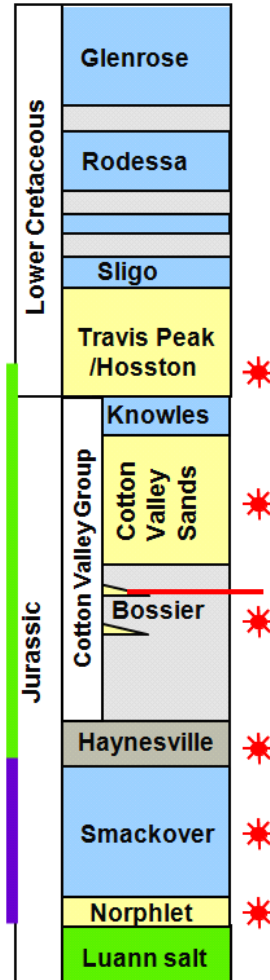 Lower Cretaceous
Glenrose
Rodessa
Sligo
Travis Peak
/Hosston
Jurassic
Cotton Valley Group
Knowles
Cotton
Valley
Sands
Bossier
Haynesville
Smackover
Norphlet
Luann salt